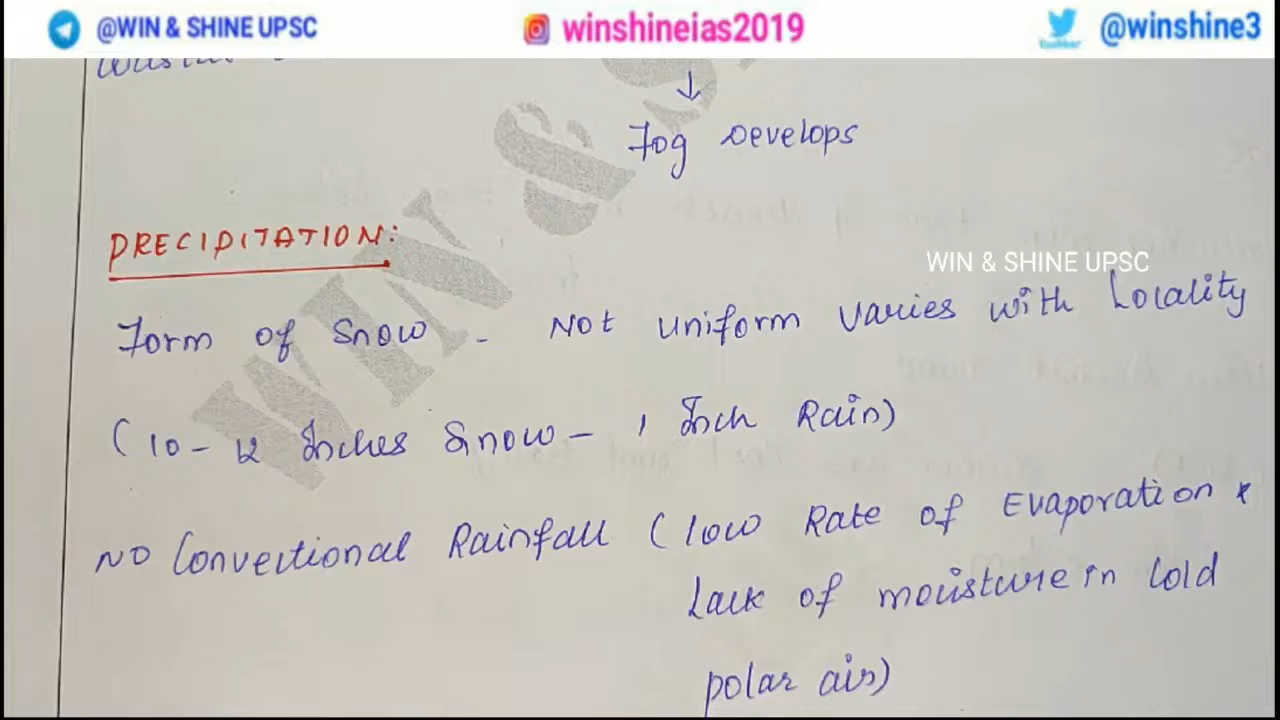 @WIN & SHINE UPSC
winshineias2019
@winshine3
↓
Fog Develops
PRECIPITATION:
WIN & SHINE UPSC
Form of Snow - Not uniform varies with Locality
(10 - 12 Inches Snow - 1 Inch Rain)
NO Convectional Rainfall (low Rate of Evaporation &
Lack of moisture in Cold
polar air)
WIN &